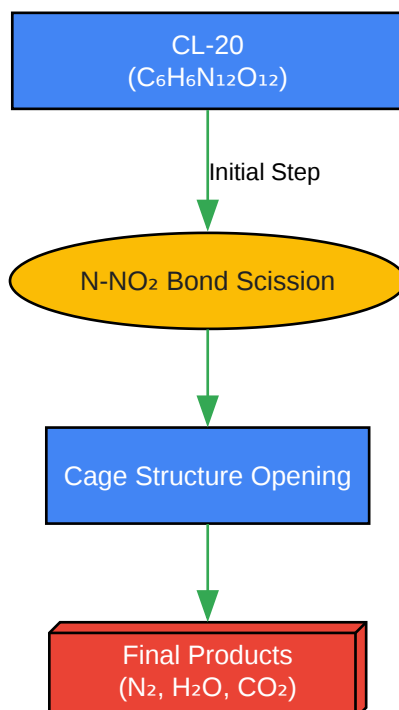 CL-20
(C₆H₆N₁₂O₁₂)
Initial Step
N-NO₂ Bond Scission
Cage Structure Opening
Final Products
(N₂, H₂O, CO₂)